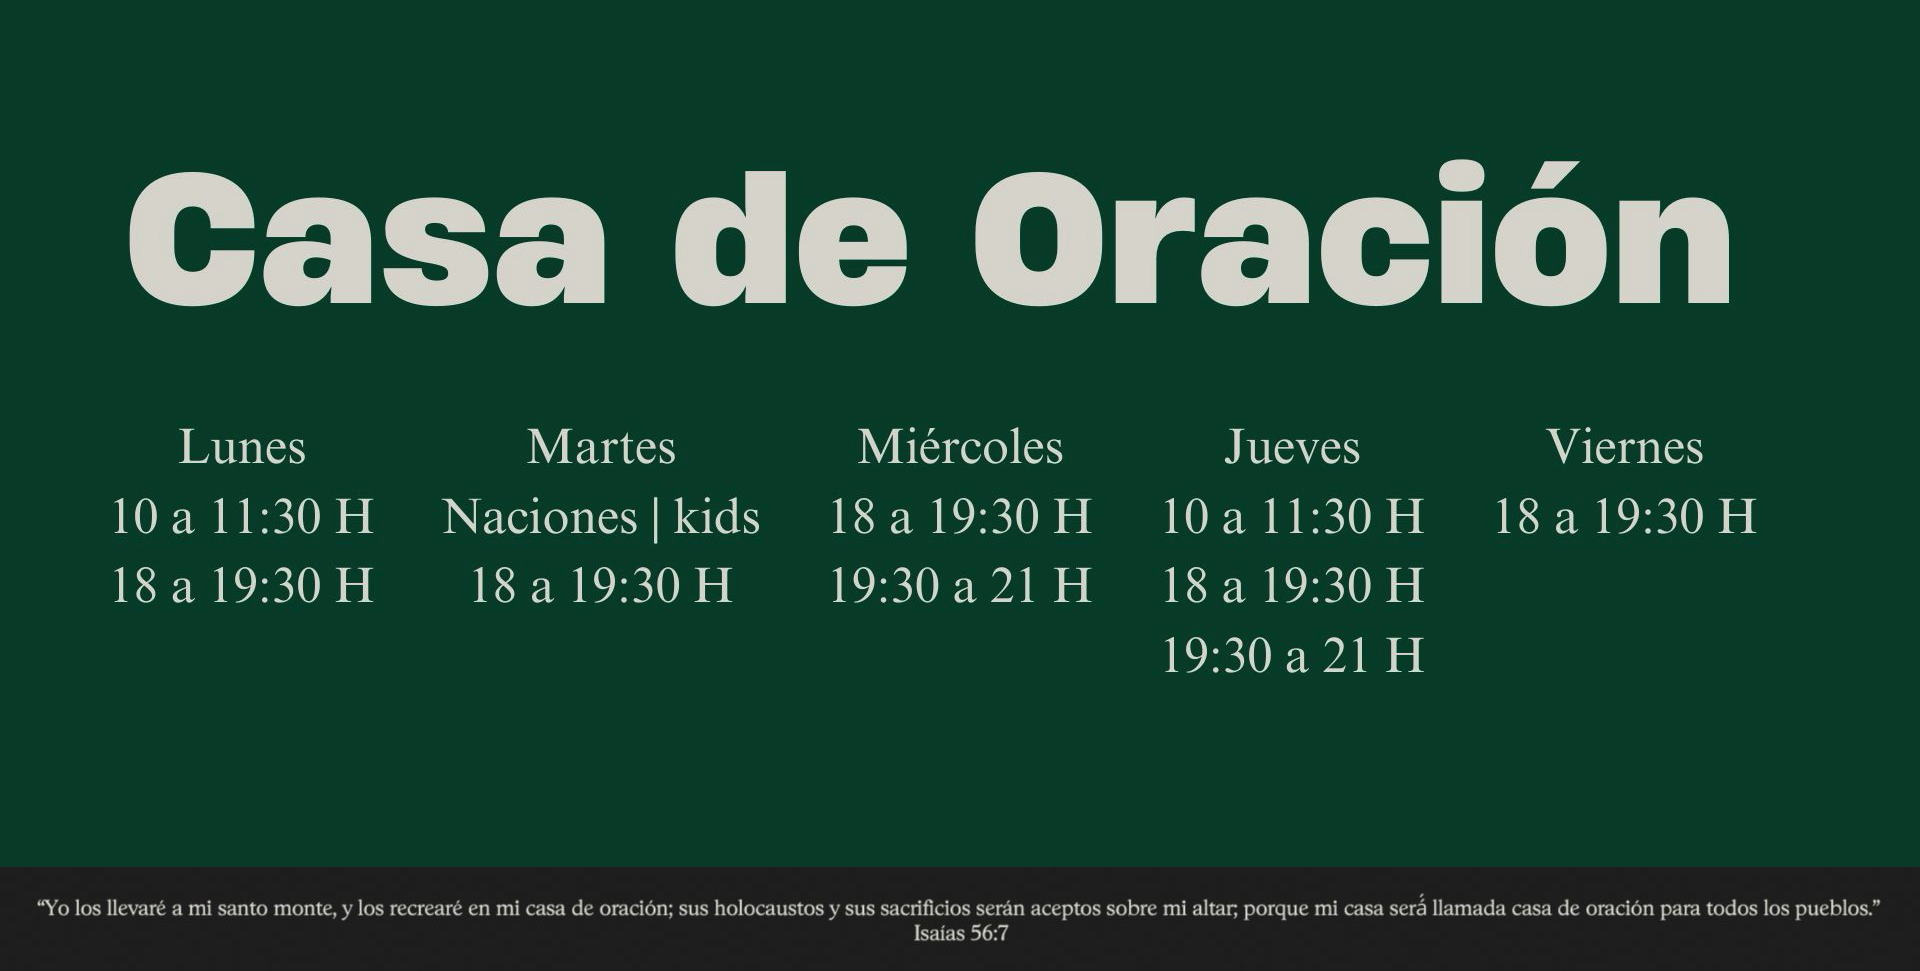 Casa de Oración
Lunes
10 a 11:30 H
18 a 19:30 H
Martes
Naciones | kids
18 a 19:30 H
Miércoles
18 a 19:30 H
19:30 a 21 H
Jueves
10 a 11:30 H
18 a 19:30 H
19:30 a 21 H
Viernes
18 a 19:30 H
“Yo los llevaré a mi santo monte, y los recrearé en mi casa de oración; sus holocaustos y sus sacrificios serán aceptos sobre mi altar; porque mi casa será llamada casa de oración para todos los pueblos.”
Isaías 56:7